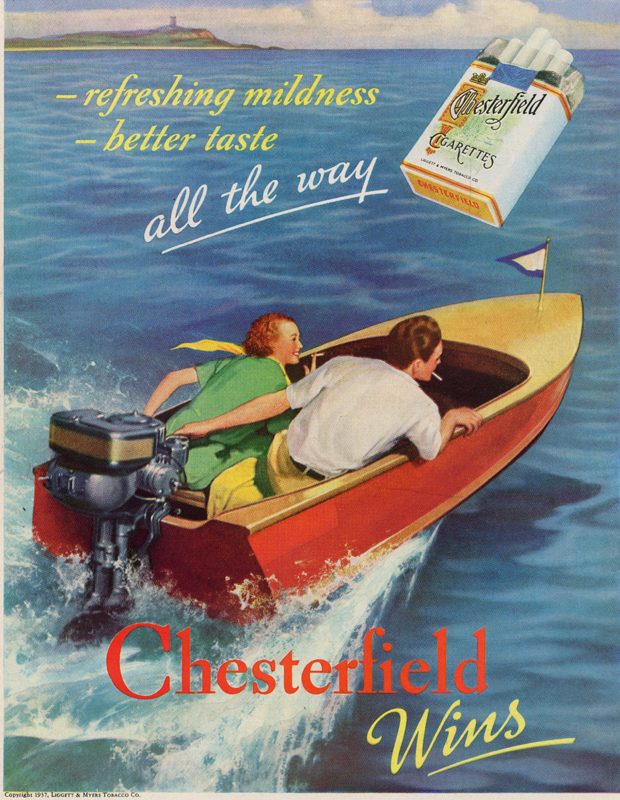 – refreshing mildness
– better taste
all the way
Chesterfield
CIGARETTES
LIGGETT & MYERS TOBACCO CO.
CHESTERFIELD
Chesterfield
Wins
Copyright 1937, LIGGETT & MYERS TOBACCO CO.